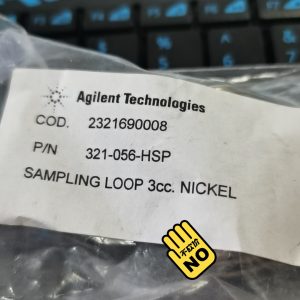 Agilent Technologies
COD. 2321690008
P/N 321-056-HSP
SAMPLING LOOP 3cc. NICKEL
NO